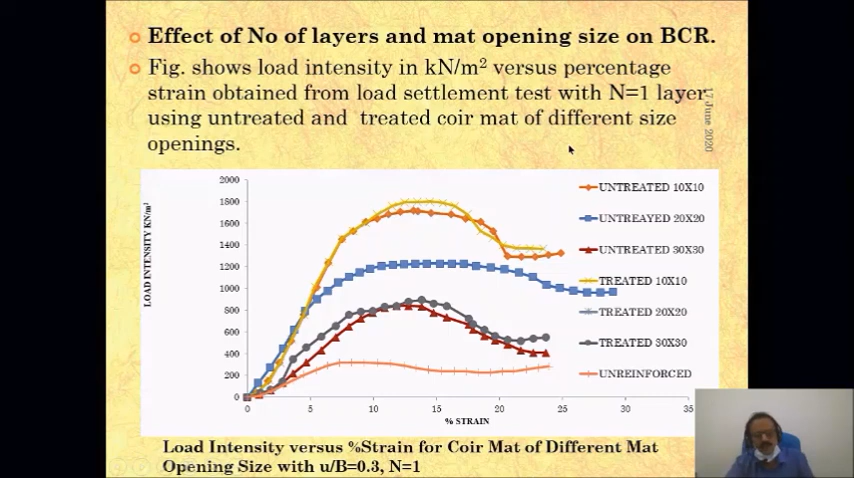 Effect of No of layers and mat opening size on BCR.
Fig. shows load intensity in kN/m² versus percentage
strain obtained from load settlement test with N=1 layer
using untreated and treated coir mat of different size
openings.
17 June 2020
2000
1800
1600
1400
1200
1000
800
600
400
200
0
LOAD INTENSITY KN/m²
5
10
15
20
25
30
35
% STRAIN
UNTREATED 10X10
UNTREAYED 20X20
UNTREATED 30X30
TREATED 10X10
TREATED 20X20
TREATED 30X30
UNREINFORCED
Load Intensity versus %Strain for Coir Mat of Different Mat
Opening Size with u/B=0.3, N=1